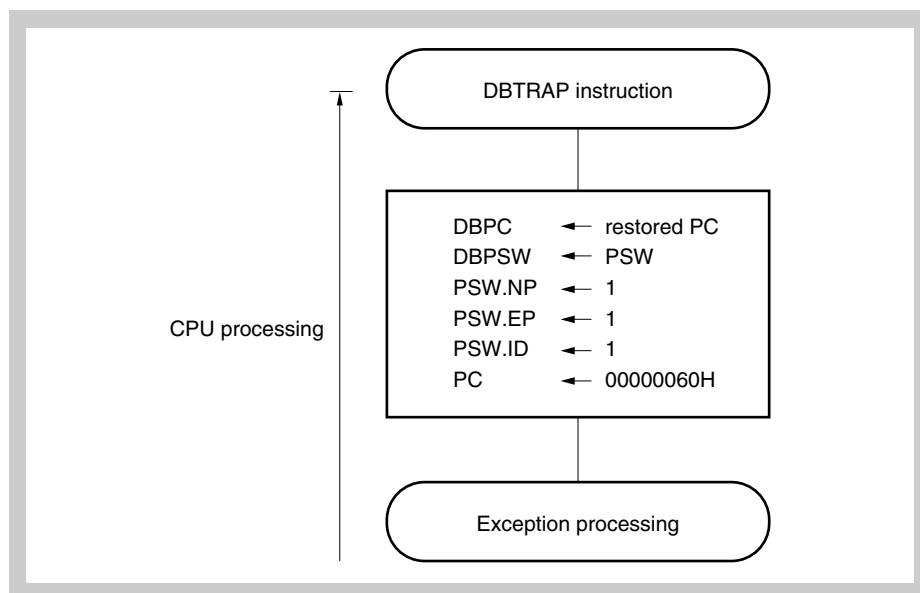 DBTRAP instruction
CPU processing
DBPC ← restored PC
DBPSW ← PSW
PSW.NP ← 1
PSW.EP ← 1
PSW.ID ← 1
PC ← 00000060H
Exception processing